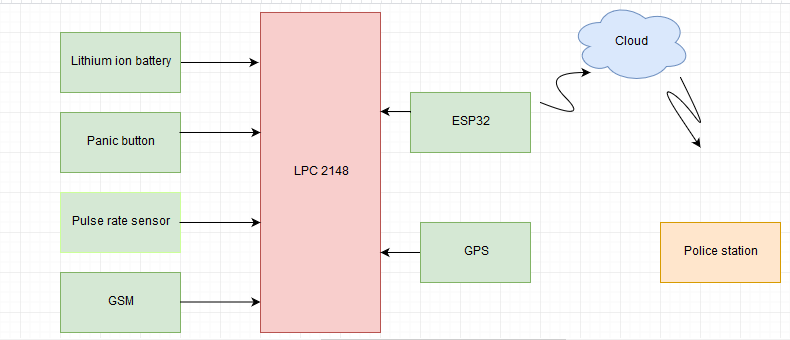 Lithium ion battery
Panic button
Pulse rate sensor
GSM
LPC 2148
ESP32
GPS
Cloud
Police station